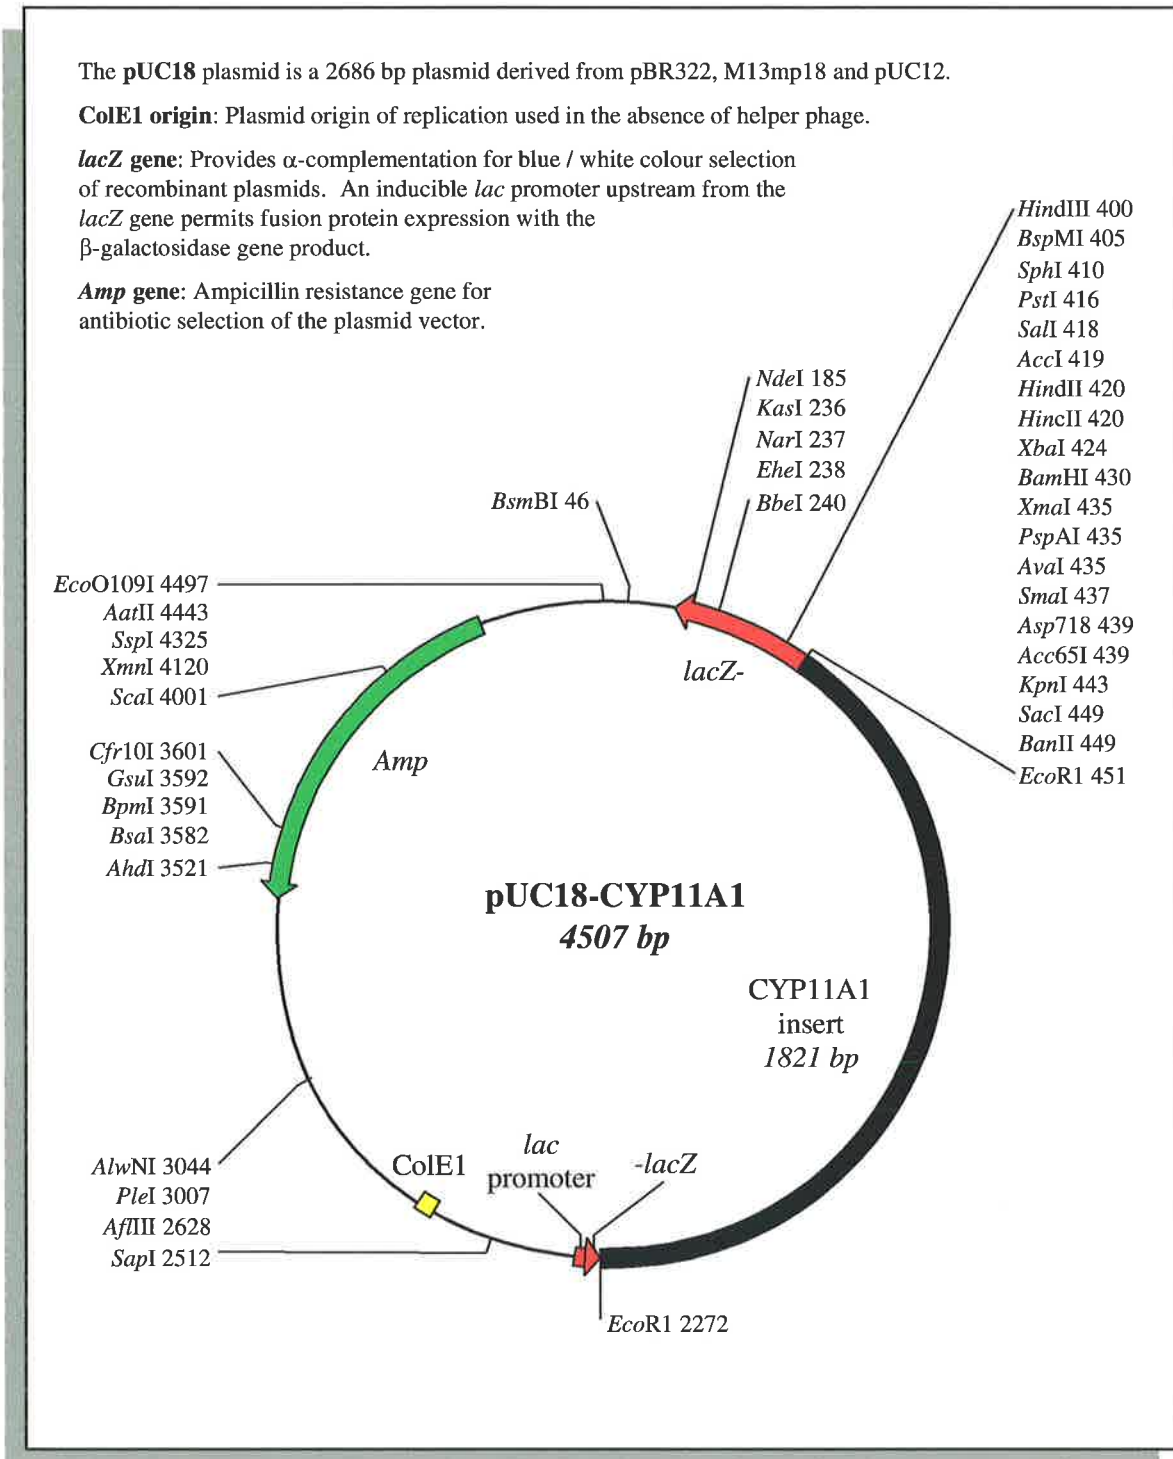 The pUC18 plasmid is a 2686 bp plasmid derived from pBR322, M13mp18 and pUC12.
ColE1 origin: Plasmid origin of replication used in the absence of helper phage.
lacZ gene: Provides α-complementation for blue / white colour selection
of recombinant plasmids. An inducible lac promoter upstream from the
lacZ gene permits fusion protein expression with the
β-galactosidase gene product.
Amp gene: Ampicillin resistance gene for
antibiotic selection of the plasmid vector.
HindIII 400
BspMI 405
SphI 410
PstI 416
SalI 418
AccI 419
HindII 420
HincII 420
XbaI 424
BamHI 430
XmaI 435
PspAI 435
AvaI 435
SmaI 437
Asp718 439
Acc65I 439
KpnI 443
SacI 449
BanII 449
EcoR1 451
NdeI 185
KasI 236
NarI 237
EheI 238
BbeI 240
BsmBI 46
EcoO109I 4497
AatII 4443
SspI 4325
XmnI 4120
ScaI 4001
Cfr10I 3601
GsuI 3592
BpmI 3591
BsaI 3582
AhdI 3521
lacZ-
Amp
pUC18-CYP11A1
4507 bp
CYP11A1
insert
1821 bp
AlwNI 3044
PleI 3007
AflIII 2628
SapI 2512
ColE1
lac
promoter
-lacZ
EcoR1 2272